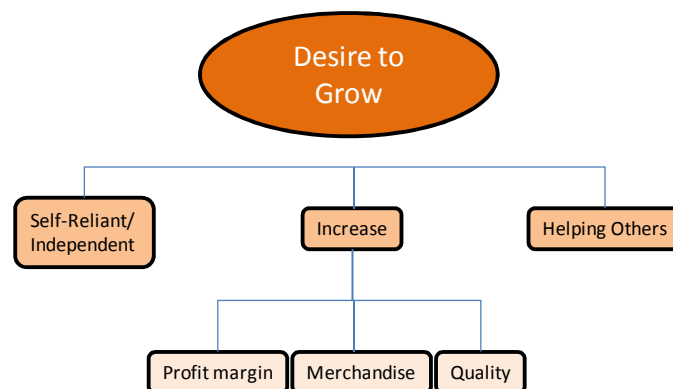 Desire to
Grow
Self-Reliant/
Independent
Increase
Helping Others
Profit margin
Merchandise
Quality